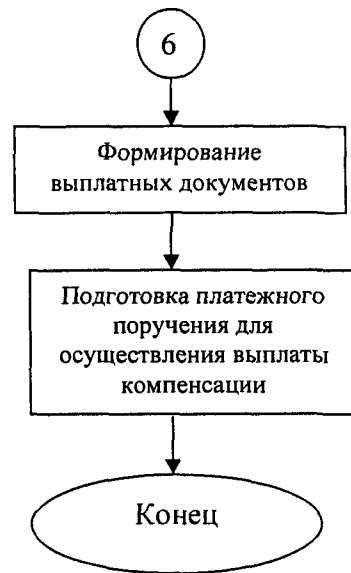 6
Формирование
выплатных документов
Подготовка платежного
поручения для
осуществления выплаты
компенсации
Конец